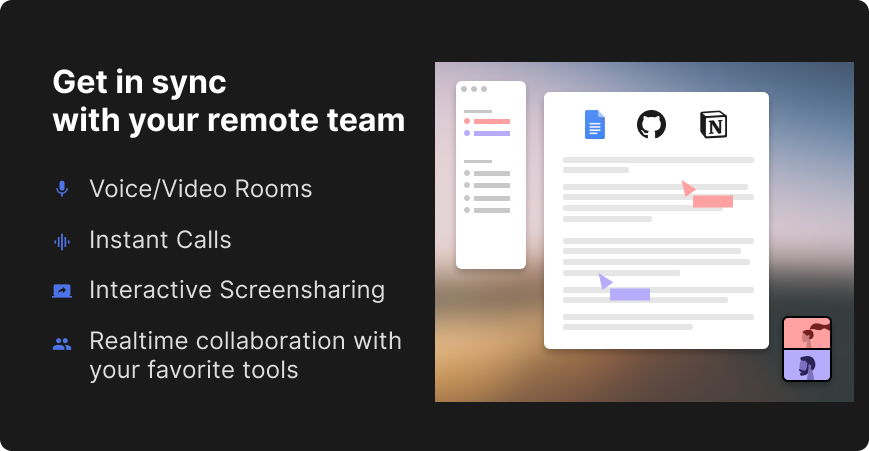 Get in sync
with your remote team
Voice/Video Rooms
Instant Calls
Interactive Screensharing
Realtime collaboration with
your favorite tools
N